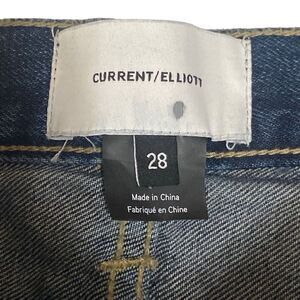 CURRENT/ELLIOTT
28
Made in China
Fabriqué en Chine